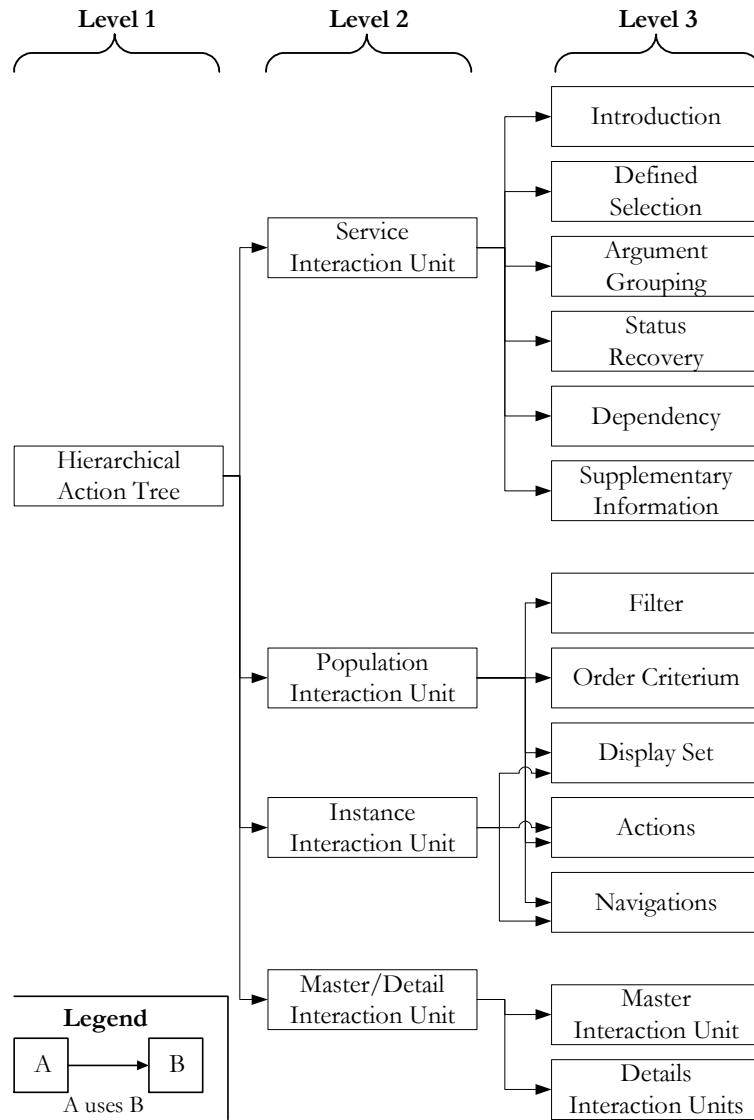 Level 1
Level 2
Level 3
Introduction
Defined
Selection
Service
Interaction Unit
Argument
Grouping
Status
Recovery
Dependency
Hierarchical
Action Tree
Supplementary
Information
Filter
Population
Interaction Unit
Order Criterium
Display Set
Instance
Interaction Unit
Actions
Navigations
Master/Detail
Interaction Unit
Master
Interaction Unit
Details
Interaction Units
Legend
A
B
A uses B